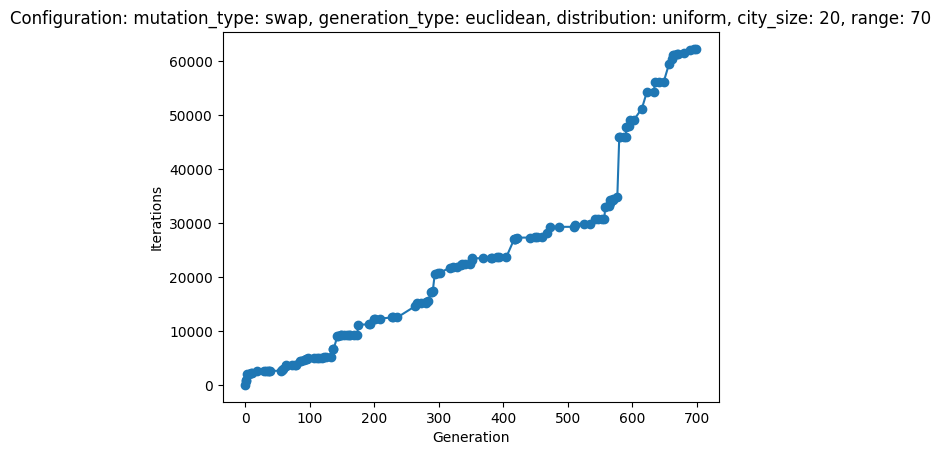 Configuration: mutation_type: swap, generation_type: euclidean, distribution: uniform, city_size: 20, range: 70
60000
50000
40000
30000
20000
10000
0
Iterations
0 100 200 300 400 500 600 700
Generation